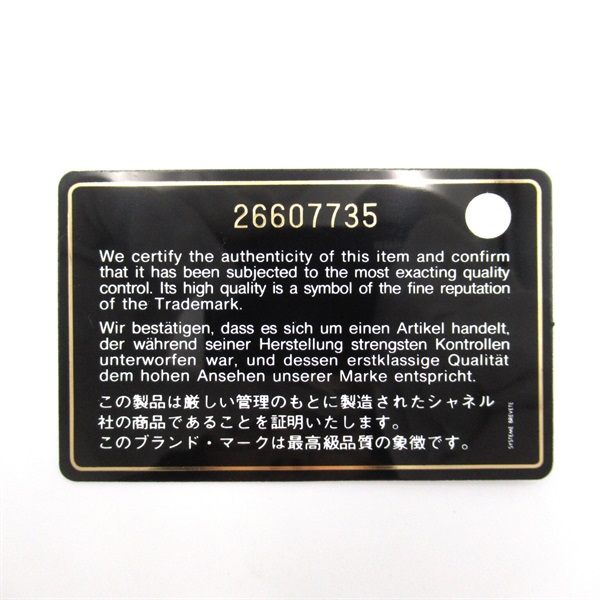 26607735
We certify the authenticity of this item and confirm
that it has been subjected to the most exacting quality
control. Its high quality is a symbol of the fine reputation
of the Trademark.
Wir bestätigen, dass es sich um einen Artikel handelt,
der während seiner Herstellung strengsten Kontrollen
unterworfen war, und dessen erstklassige Qualität
dem hohen Ansehen unserer Marke entspricht.
この製品は厳しい管理のもとに製造されたシャネル
社の商品であることを証明いたします。
このブランド・マークは最高級品質の象徴です。
SYSTEME BREVETE